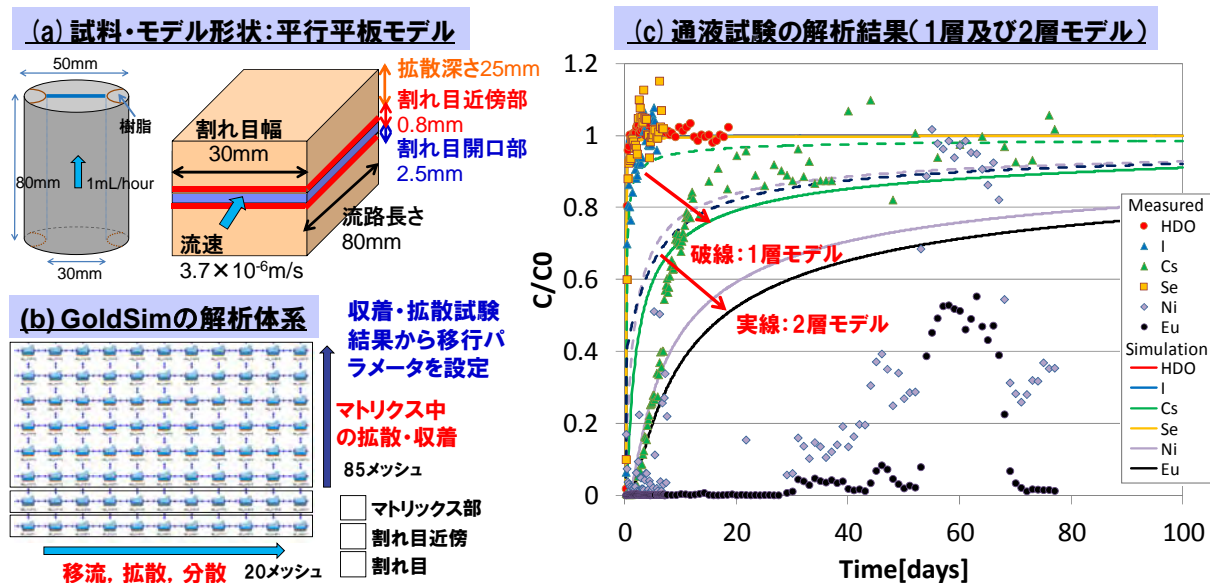 (a) 試料・モデル形状：平行平板モデル
50mm
樹脂
80mm
1mL/hour
30mm
拡散深さ25mm
割れ目近傍部
0.8mm
割れ目開口部
2.5mm
割れ目幅
30mm
流路長さ
80mm
流速
3.7×10⁻⁶m/s
(b) GoldSimの解析体系
収着・拡散試験
結果から移行パ
ラメータを設定
マトリクス中
の拡散・収着
85メッシュ
マトリックス部
割れ目近傍
割れ目
移流，拡散，分散
20メッシュ
(c) 通液試験の解析結果（1層及び2層モデル）
C/C0
1.2
1
0.8
0.6
0.4
0.2
0
0
20
40
60
80
100
Time[days]
破線：1層モデル
実線：2層モデル
Measured
HDO
I
Cs
Se
Ni
Eu
Simulation
HDO
I
Cs
Se
Ni
Eu